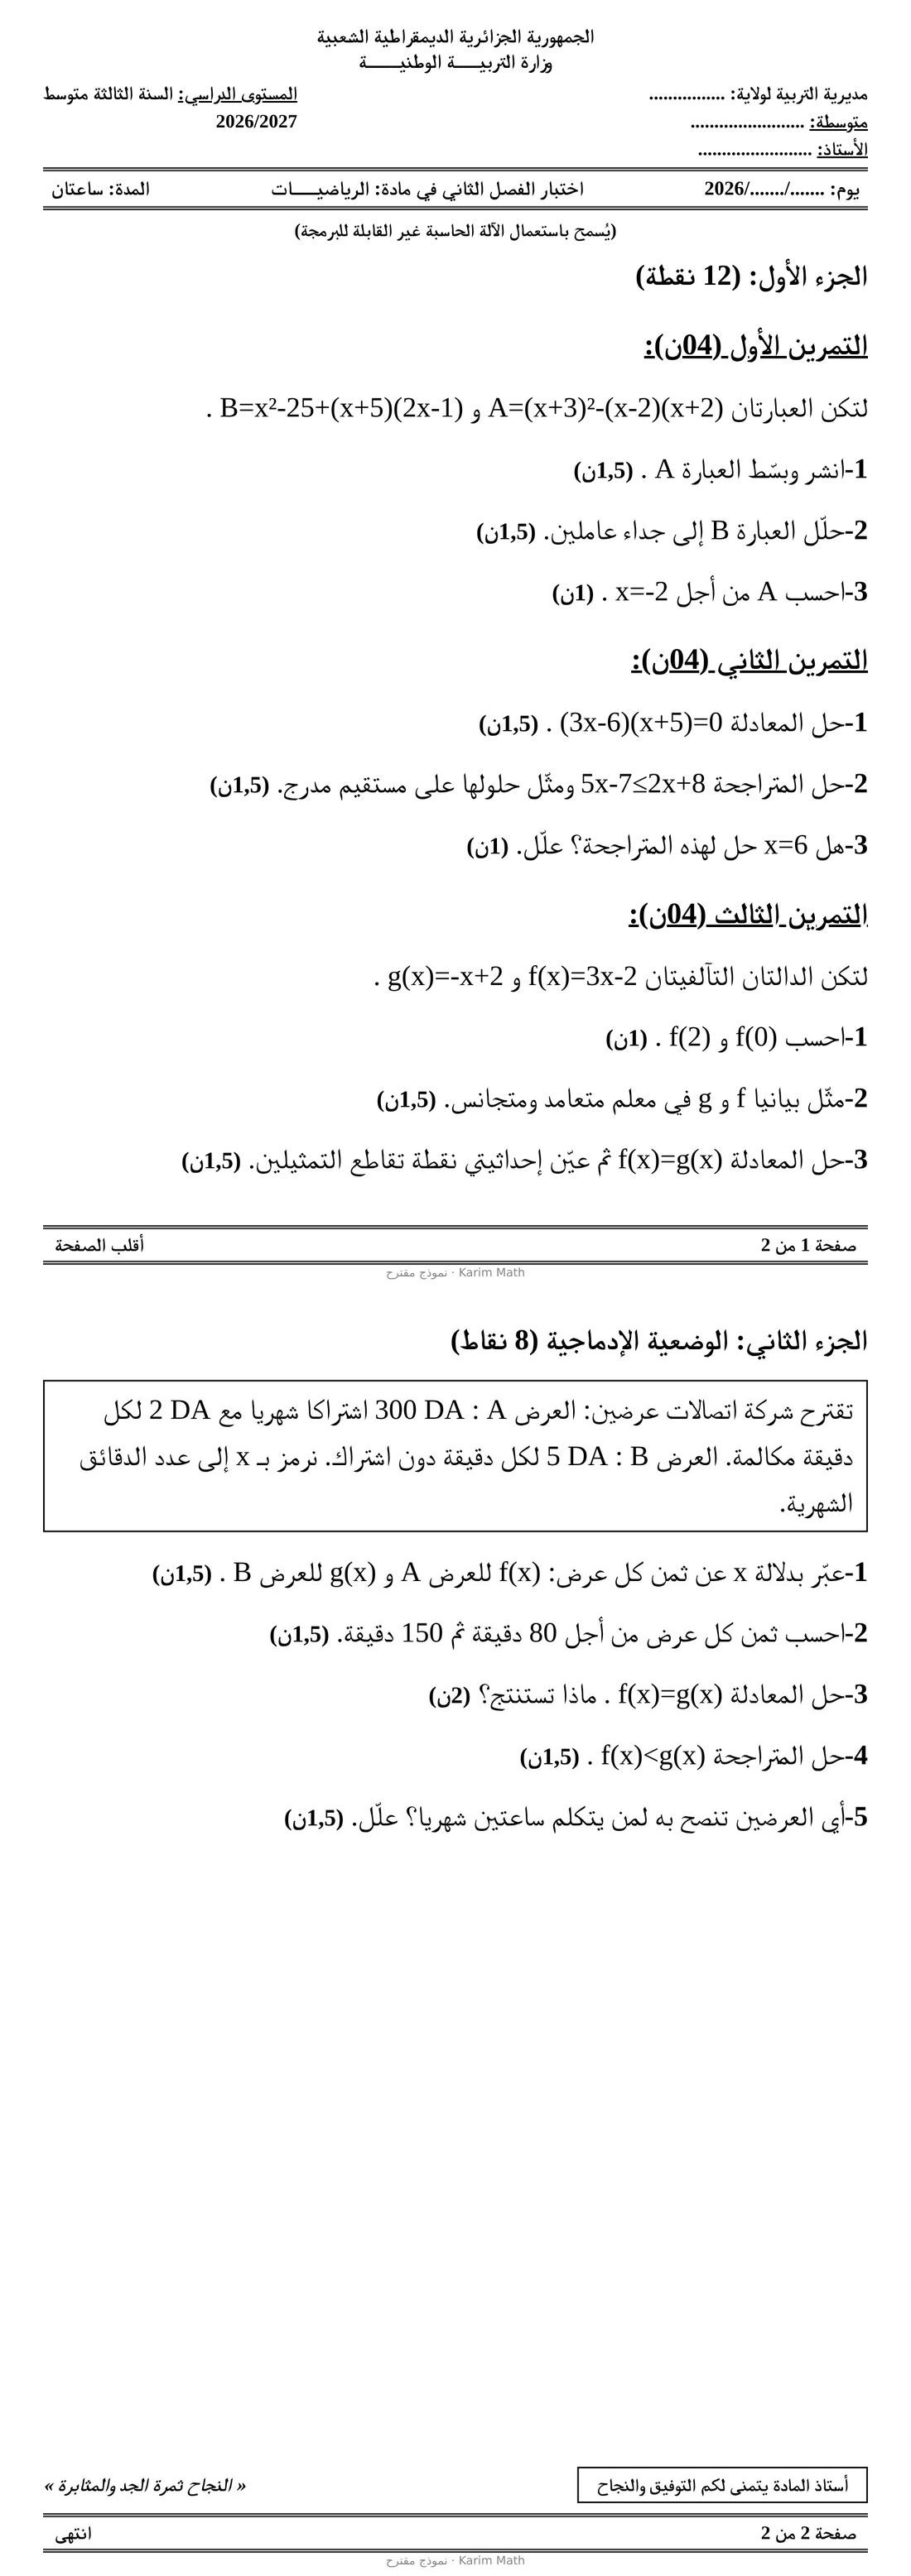 الجمهورية الجزائرية الديمقراطية الشعبية
وزارة التربيـــــة الوطنيــــــة
مديرية التربية لولاية: ................
المستوى الدراسي: السنة الثالثة متوسط
متوسطة: ........................
2026/2027
الأستاذ: ........................
يوم: ......./......./2026
اختبار الفصل الثاني في مادة: الرياضيـــــات
المدة: ساعتان
(يُسمح باستعمال الآلة الحاسبة غير القابلة للبرمجة)
الجزء الأول: (12 نقطة)
التمرين الأول (04ن):
لتكن العبارتان A=(x+3)²-(x-2)(x+2) و B=x²-25+(x+5)(2x-1) .
1-انشر وبسّط العبارة A . (1,5ن)
2-حلّل العبارة B إلى جداء عاملين. (1,5ن)
3-احسب A من أجل x=-2 . (1ن)
التمرين الثاني (04ن):
1-حل المعادلة (3x-6)(x+5)=0 . (1,5ن)
2-حل المتراجحة 5x-7≤2x+8 ومثّل حلولها على مستقيم مدرج. (1,5ن)
3-هل x=6 حل لهذه المتراجحة؟ علّل. (1ن)
التمرين الثالث (04ن):
لتكن الدالتان التآلفيتان f(x)=3x-2 و g(x)=-x+2 .
1-احسب f(0) و f(2) . (1ن)
2-مثّل بيانيا f و g في معلم متعامد ومتجانس. (1,5ن)
3-حل المعادلة f(x)=g(x) ثم عيّن إحداثيتي نقطة تقاطع التمثيلين. (1,5ن)
صفحة 1 من 2
أقلب الصفحة
Karim Math · نموذج مقترح
الجزء الثاني: الوضعية الإدماجية (8 نقاط)
تقترح شركة اتصالات عرضين: العرض A : 300 DA اشتراكا شهريا مع 2 DA لكل
دقيقة مكالمة. العرض B : 5 DA لكل دقيقة دون اشتراك. نرمز بـ x إلى عدد الدقائق
الشهرية.
1-عبّر بدلالة x عن ثمن كل عرض: f(x) للعرض A و g(x) للعرض B . (1,5ن)
2-احسب ثمن كل عرض من أجل 80 دقيقة ثم 150 دقيقة. (1,5ن)
3-حل المعادلة f(x)=g(x) . ماذا تستنتج؟ (2ن)
4-حل المتراجحة f(x)<g(x) . (1,5ن)
5-أي العرضين تنصح به لمن يتكلم ساعتين شهريا؟ علّل. (1,5ن)
أستاذ المادة يتمنى لكم التوفيق والنجاح
« النجاح ثمرة الجد والمثابرة »
صفحة 2 من 2
انتهى
Karim Math · نموذج مقترح